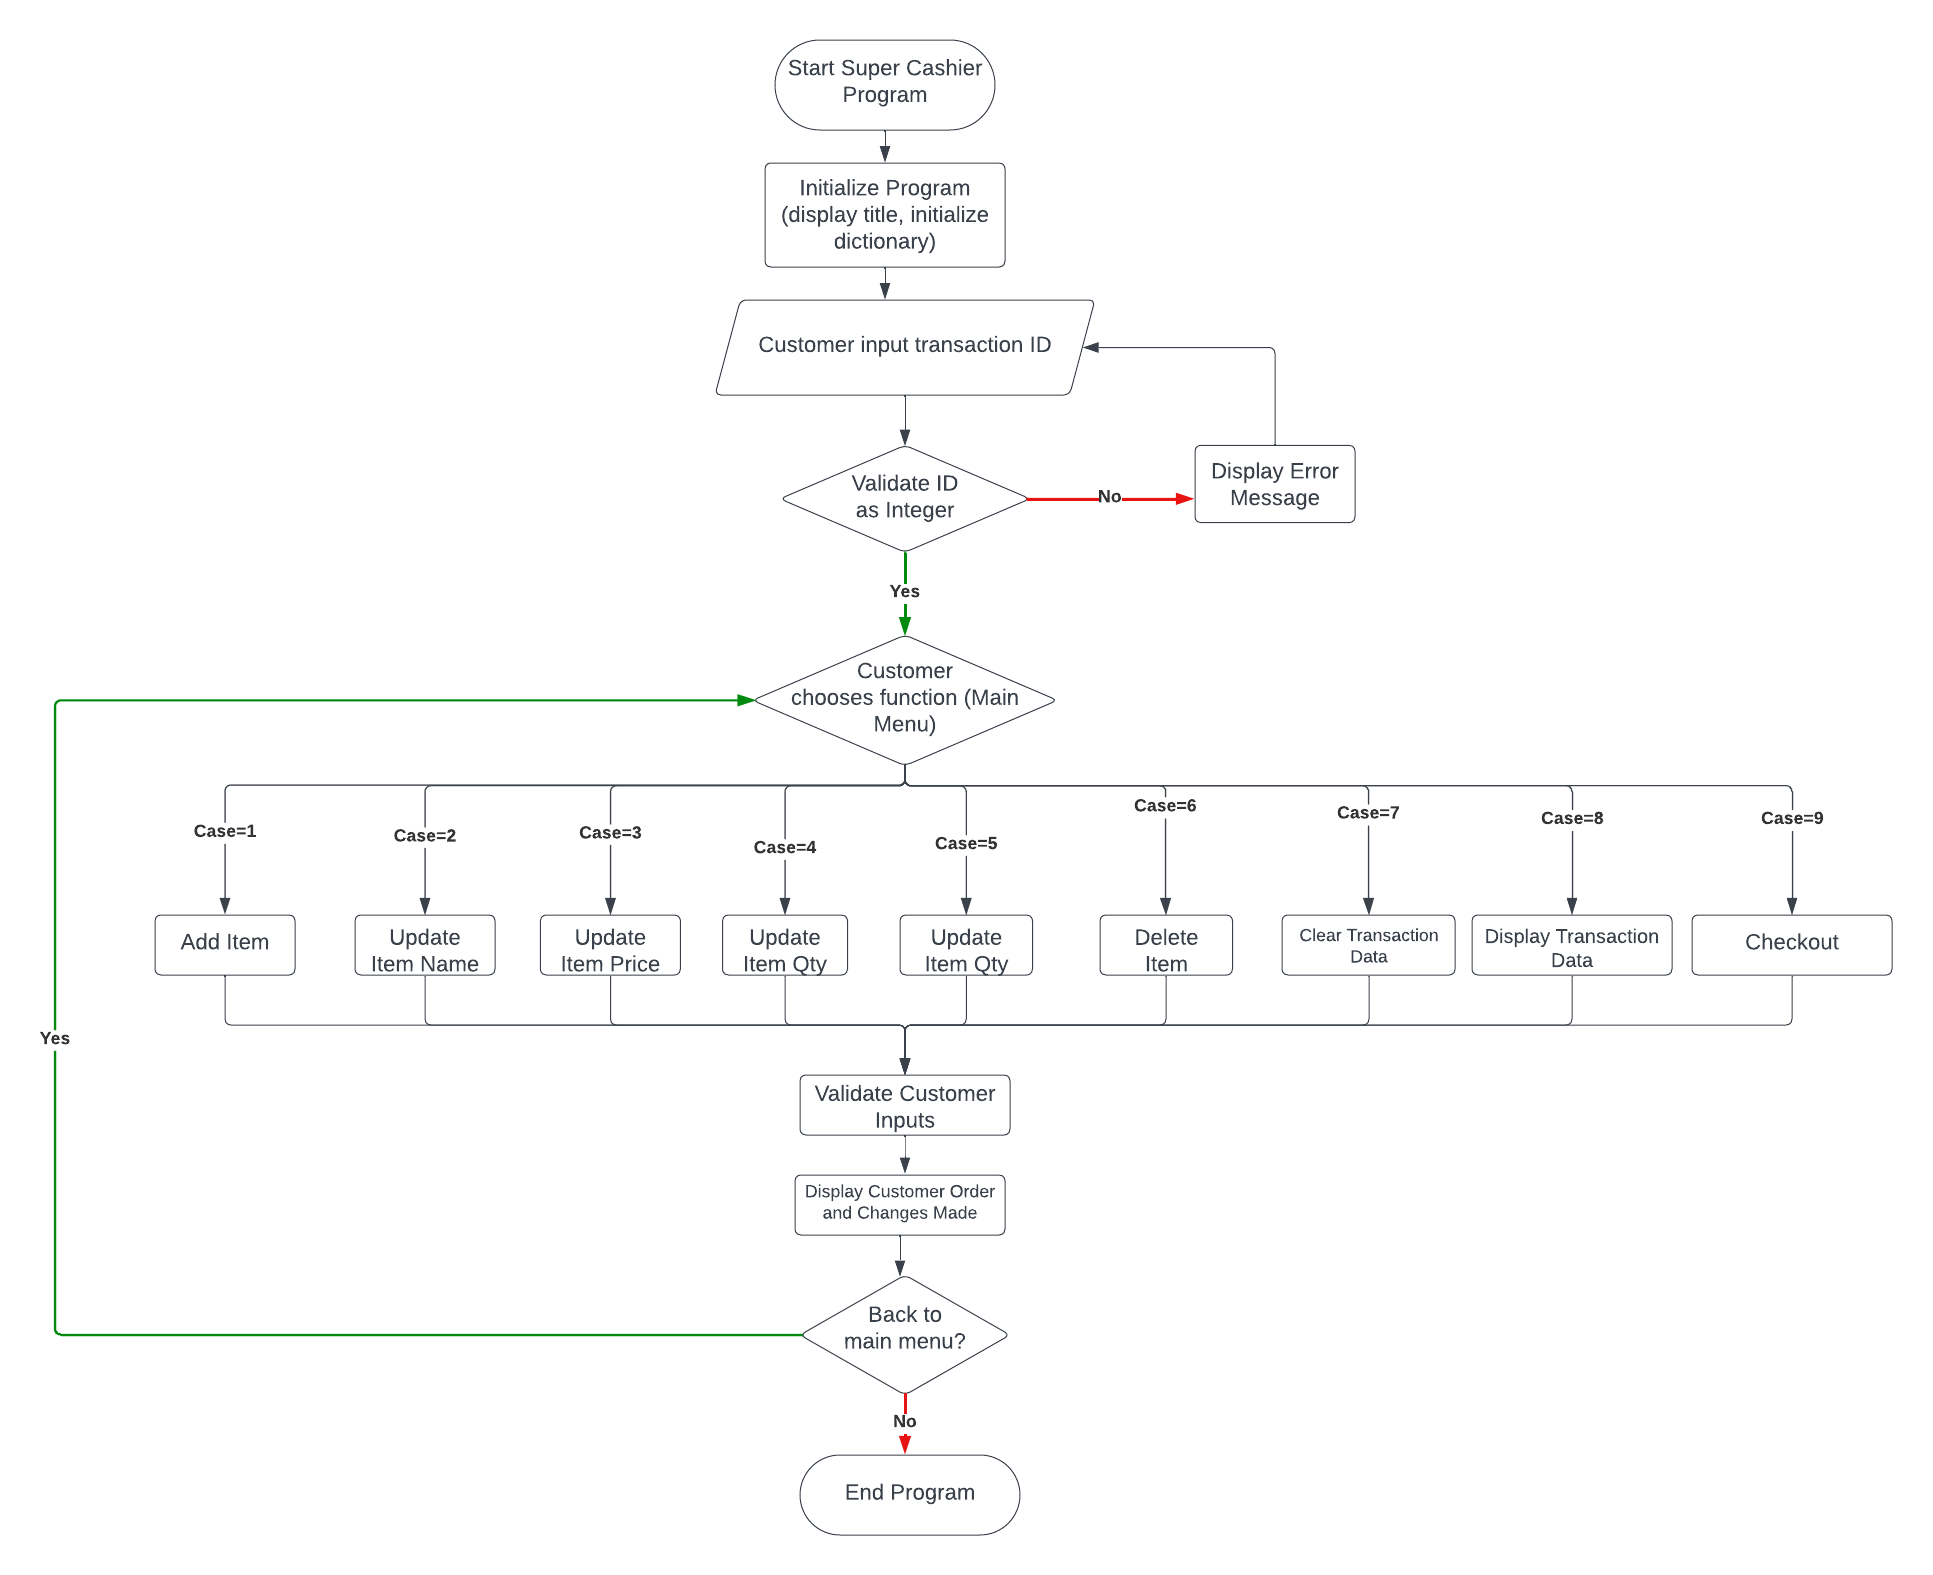 Start Super Cashier
Program
Initialize Program
(display title, initialize
dictionary)
Customer input transaction ID
Validate ID
as Integer
No
Display Error
Message
Yes
Customer
chooses function (Main
Menu)
Case=1
Case=2
Case=3
Case=4
Case=5
Case=6
Case=7
Case=8
Case=9
Add Item
Update
Item Name
Update
Item Price
Update
Item Qty
Update
Item Qty
Delete
Item
Clear Transaction
Data
Display Transaction
Data
Checkout
Yes
Validate Customer
Inputs
Display Customer Order
and Changes Made
Back to
main menu?
No
End Program